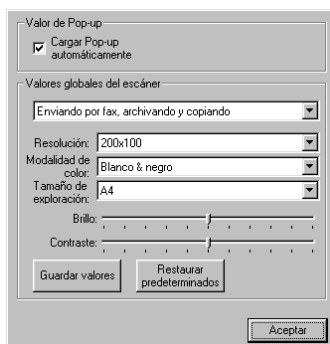 Valor de Pop-up
Cargar Pop-up
automáticamente
Valores globales del escáner
Enviando por fax, archivando y copiando
Resolución: 200x100
Modalidad de
color: Blanco & negro
Tamaño de
exploración: A4
Brillo:
Contraste:
Guardar valores
Restaurar
predeterminados
Aceptar